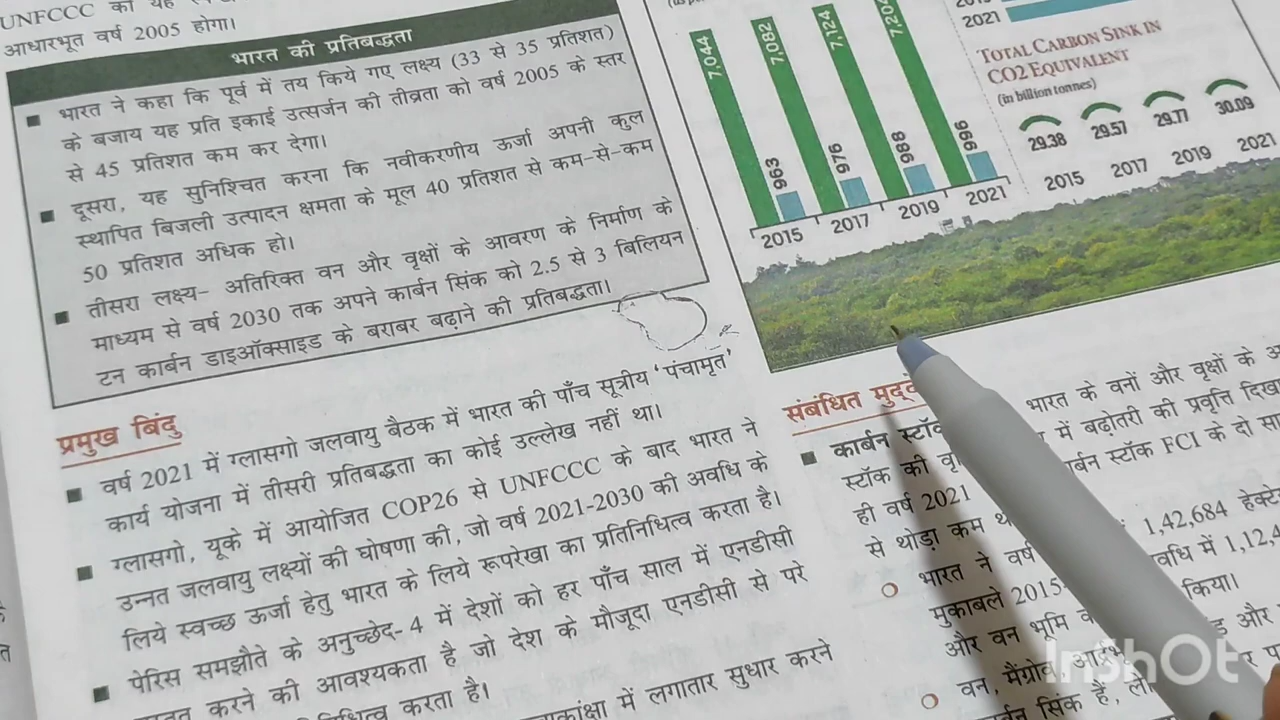 UNFCCC का यह
आधारभूत वर्ष 2005 होगा।
भारत की प्रतिबद्धता
भारत ने कहा कि पूर्व में तय किये गए लक्ष्य (33 से 35 प्रतिशत)
के बजाय यह प्रति इकाई उत्सर्जन की तीव्रता को वर्ष 2005 के स्तर
से 45 प्रतिशत कम कर देगा।
दूसरा, यह सुनिश्चित करना कि नवीकरणीय ऊर्जा अपनी कुल
स्थापित बिजली उत्पादन क्षमता के मूल 40 प्रतिशत से कम-से-कम
50 प्रतिशत अधिक हो।
तीसरा लक्ष्य– अतिरिक्त वन और वृक्षों के आवरण के निर्माण के
माध्यम से वर्ष 2030 तक अपने कार्बन सिंक को 2.5 से 3 बिलियन
टन कार्बन डाइऑक्साइड के बराबर बढ़ाने की प्रतिबद्धता।
प्रमुख बिंदु
वर्ष 2021 में ग्लासगो जलवायु बैठक में भारत की पाँच सूत्रीय ‘पंचामृत’
कार्य योजना में तीसरी प्रतिबद्धता का कोई उल्लेख नहीं था।
ग्लासगो, यूके में आयोजित COP26 से UNFCCC के बाद भारत ने
उन्नत जलवायु लक्ष्यों की घोषणा की, जो वर्ष 2021-2030 की अवधि के
लिये स्वच्छ ऊर्जा हेतु भारत के लिये रूपरेखा का प्रतिनिधित्व करता है।
पेरिस समझौते के अनुच्छेद- 4 में देशों को हर पाँच साल में एनडीसी
करने की आवश्यकता है जो देश के मौजूदा एनडीसी से परे
करता है।
में लगातार सुधार करने
7,044 7,082 7,124 7,204
963 976 988 996
2015 2017 2019 2021
2015
2021
TOTAL CARBON SINK IN
CO2 EQUIVALENT
(in billion tonnes)
29.38 29.57 29.77 30.09
2015 2017 2019 2021
संबंधित मुद्दे
कार्बन स्टॉक भारत के वनों और वृक्षों के
स्टॉक की में बढ़ोतरी की प्रवृत्ति
ही वर्ष 2021 कार्बन स्टॉक FCI के दो
से थोड़ा कम
भारत ने वर्ष 1,42,684
मुकाबले 2015- अवधि में
और वन भूमि किया।
वन, मैंग्रोव और
कार्बन सिंक है,
InShOt